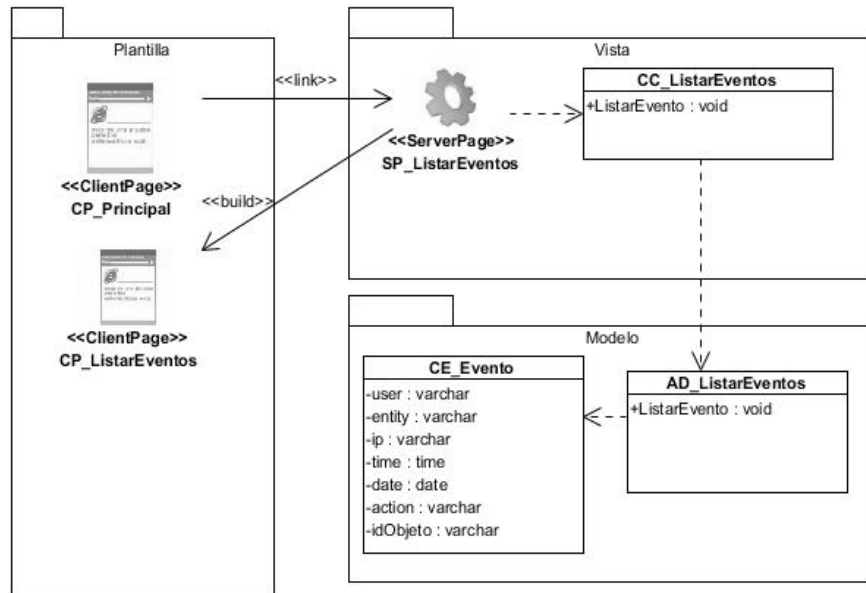 Plantilla
<<link>>
<<ClientPage>>
CP_Principal
<<build>>
<<ClientPage>>
CP_ListarEventos
Vista
<<ServerPage>>
SP_ListarEventos
CC_ListarEventos
+ListarEvento : void
Modelo
CE_Evento
-user : varchar
-entity : varchar
-ip : varchar
-time : time
-date : date
-action : varchar
-idObjeto : varchar
AD_ListarEventos
+ListarEvento : void